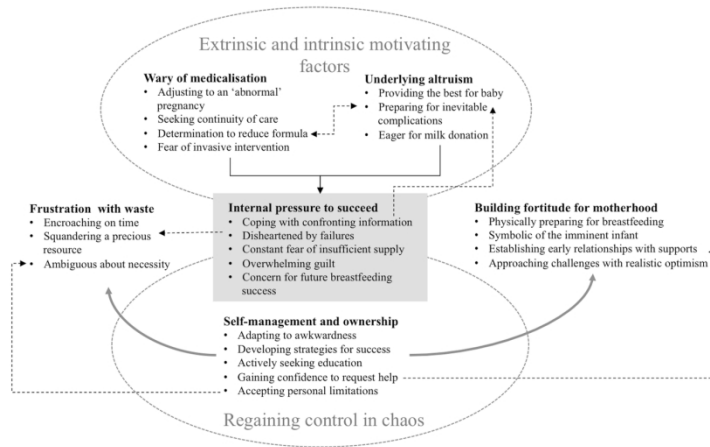 Extrinsic and intrinsic motivating
factors
Wary of medicalisation
• Adjusting to an ‘abnormal’
pregnancy
• Seeking continuity of care
• Determination to reduce formula
• Fear of invasive intervention
Underlying altruism
• Providing the best for baby
• Preparing for inevitable
complications
• Eager for milk donation
Frustration with waste
• Encroaching on time
• Squandering a precious
resource
• Ambiguous about necessity
Internal pressure to succeed
• Coping with confronting information
• Disheartened by failures
• Constant fear of insufficient supply
• Overwhelming guilt
• Concern for future breastfeeding
success
Building fortitude for motherhood
• Physically preparing for breastfeeding
• Symbolic of the imminent infant
• Establishing early relationships with supports
• Approaching challenges with realistic optimism
Self-management and ownership
• Adapting to awkwardness
• Developing strategies for success
• Actively seeking education
• Gaining confidence to request help
• Accepting personal limitations
Regaining control in chaos